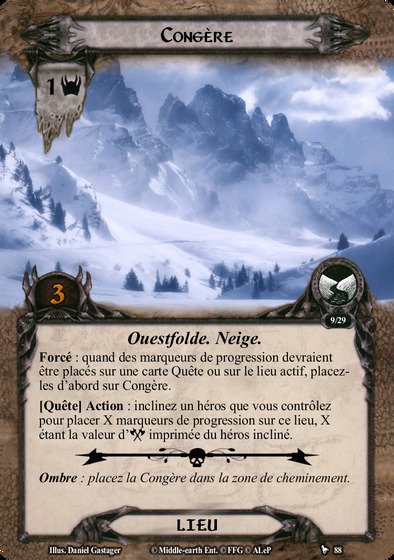 Congère
1
3
9/29
Ouestfolde. Neige.
Forcé : quand des marqueurs de progression devraient
être placés sur une carte Quête ou sur le lieu actif, placez-
les d'abord sur Congère.
[Quête] Action : inclinez un héros que vous contrôlez
pour placer X marqueurs de progression sur ce lieu, X
étant la valeur d' imprimée du héros incliné.
Ombre : placez la Congère dans la zone de cheminement.
LIEU
Illus. Daniel Gastager © Middle-earth Ent. © FFG © ALeP 88